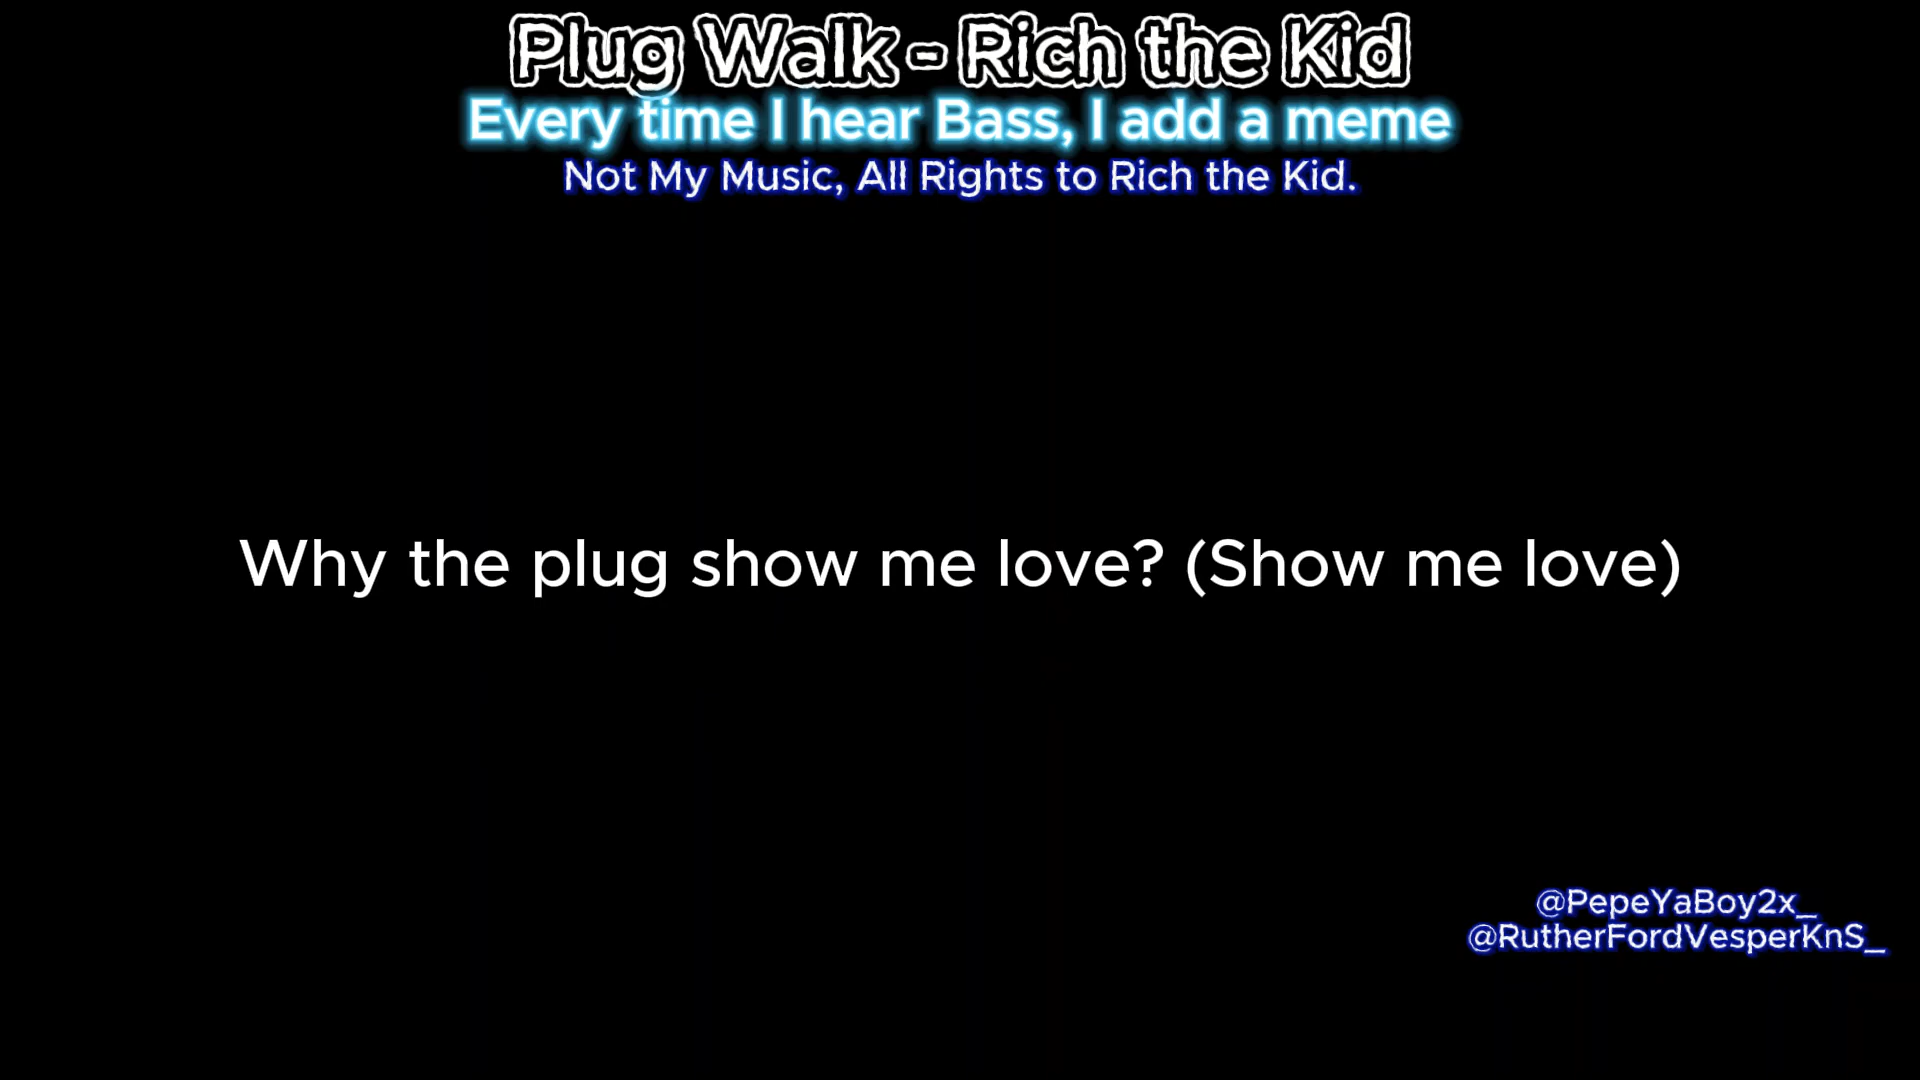 Plug Walk - Rich the Kid
Every time I hear Bass, I add a meme
Not My Music, All Rights to Rich the Kid.
Why the plug show me love? (Show me love)
@PepeYaBoy2x_
@RutherFordVesperKnS_